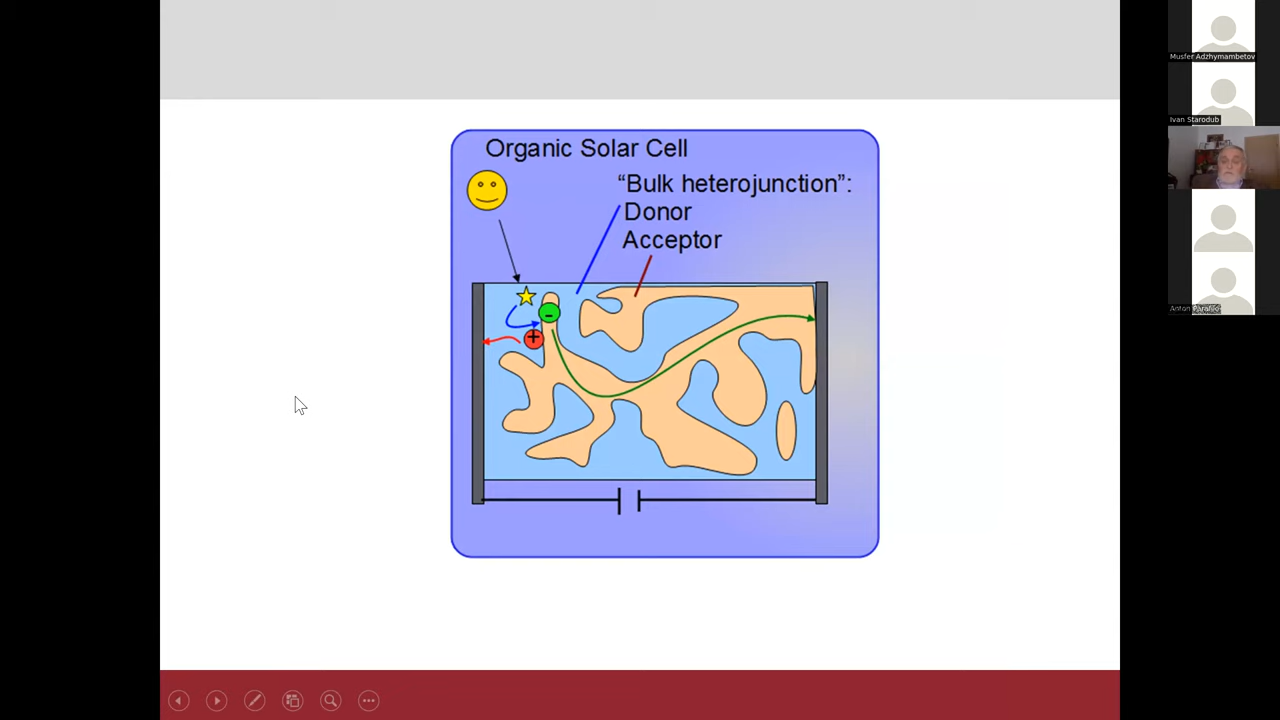 Organic Solar Cell
“Bulk heterojunction”:
Donor
Acceptor
-
+
Musfer Adzhymambetov
Ivan Starodub